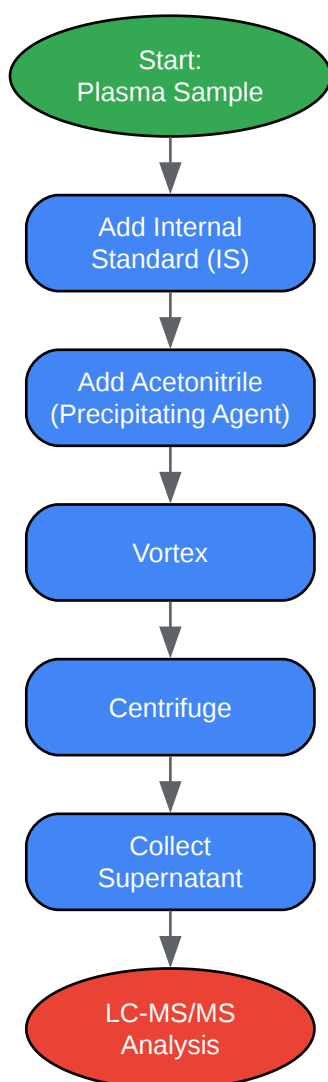 Start:
Plasma Sample
Add Internal
Standard (IS)
Add Acetonitrile
(Precipitating Agent)
Vortex
Centrifuge
Collect
Supernatant
LC-MS/MS
Analysis